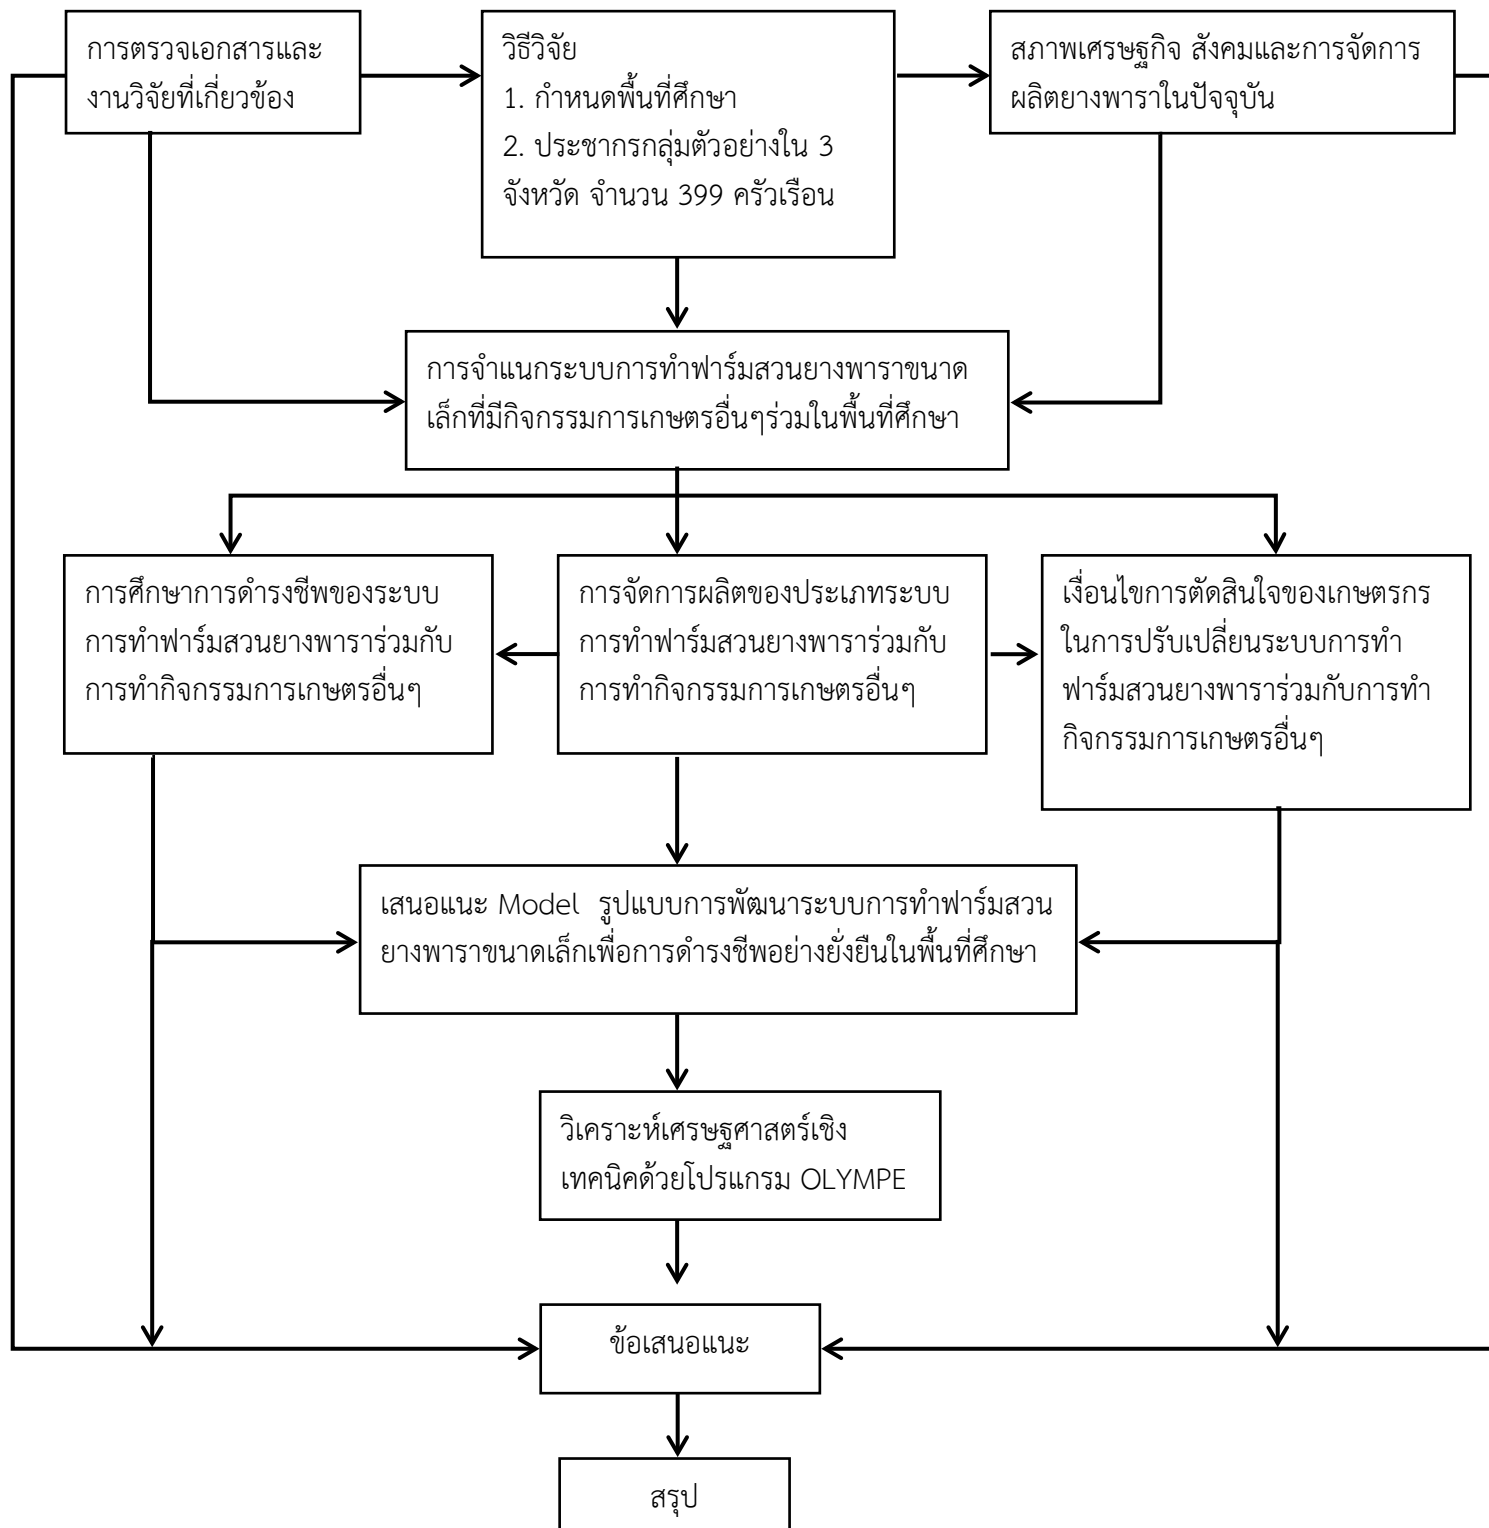 การตรวจเอกสารและ
งานวิจัยที่เกี่ยวข้อง
วิธีวิจัย
1. กำหนดพื้นที่ศึกษา
2. ประชากรกลุ่มตัวอย่างใน 3
จังหวัด จำนวน 399 ครัวเรือน
สภาพเศรษฐกิจ สังคมและการจัดการ
ผลิตยางพาราในปัจจุบัน
การจำแนกระบบการทำฟาร์มสวนยางพาราขนาด
เล็กที่มีกิจกรรมการเกษตรอื่นๆร่วมในพื้นที่ศึกษา
การศึกษาการดำรงชีพของระบบ
การทำฟาร์มสวนยางพาราร่วมกับ
การทำกิจกรรมการเกษตรอื่นๆ
การจัดการผลิตของประเภทระบบ
การทำฟาร์มสวนยางพาราร่วมกับ
การทำกิจกรรมการเกษตรอื่นๆ
เงื่อนไขการตัดสินใจของเกษตรกร
ในการปรับเปลี่ยนระบบการทำ
ฟาร์มสวนยางพาราร่วมกับการทำ
กิจกรรมการเกษตรอื่นๆ
เสนอแนะ Model รูปแบบการพัฒนาระบบการทำฟาร์มสวน
ยางพาราขนาดเล็กเพื่อการดำรงชีพอย่างยั่งยืนในพื้นที่ศึกษา
วิเคราะห์เศรษฐศาสตร์เชิง
เทคนิคด้วยโปรแกรม OLYMPE
ข้อเสนอแนะ
สรุป